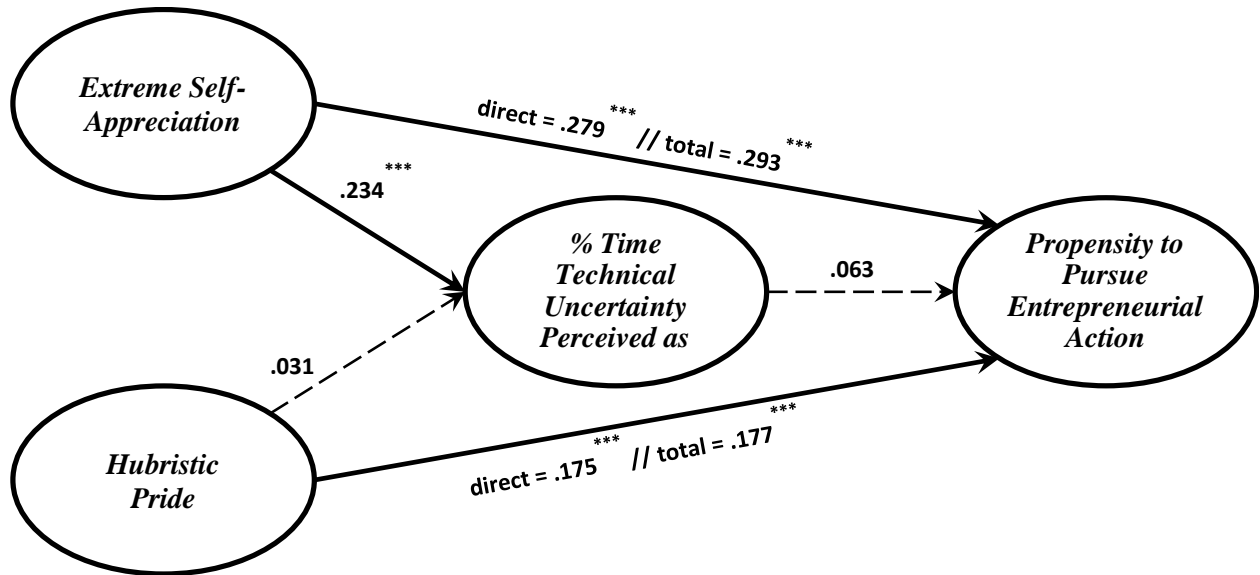 Extreme Self-
Appreciation
direct = .279*** // total = .293***
.234***
% Time
Technical
Uncertainty
Perceived as
.063
Propensity to
Pursue
Entrepreneurial
Action
.031
Hubristic
Pride
direct = .175*** // total = .177***